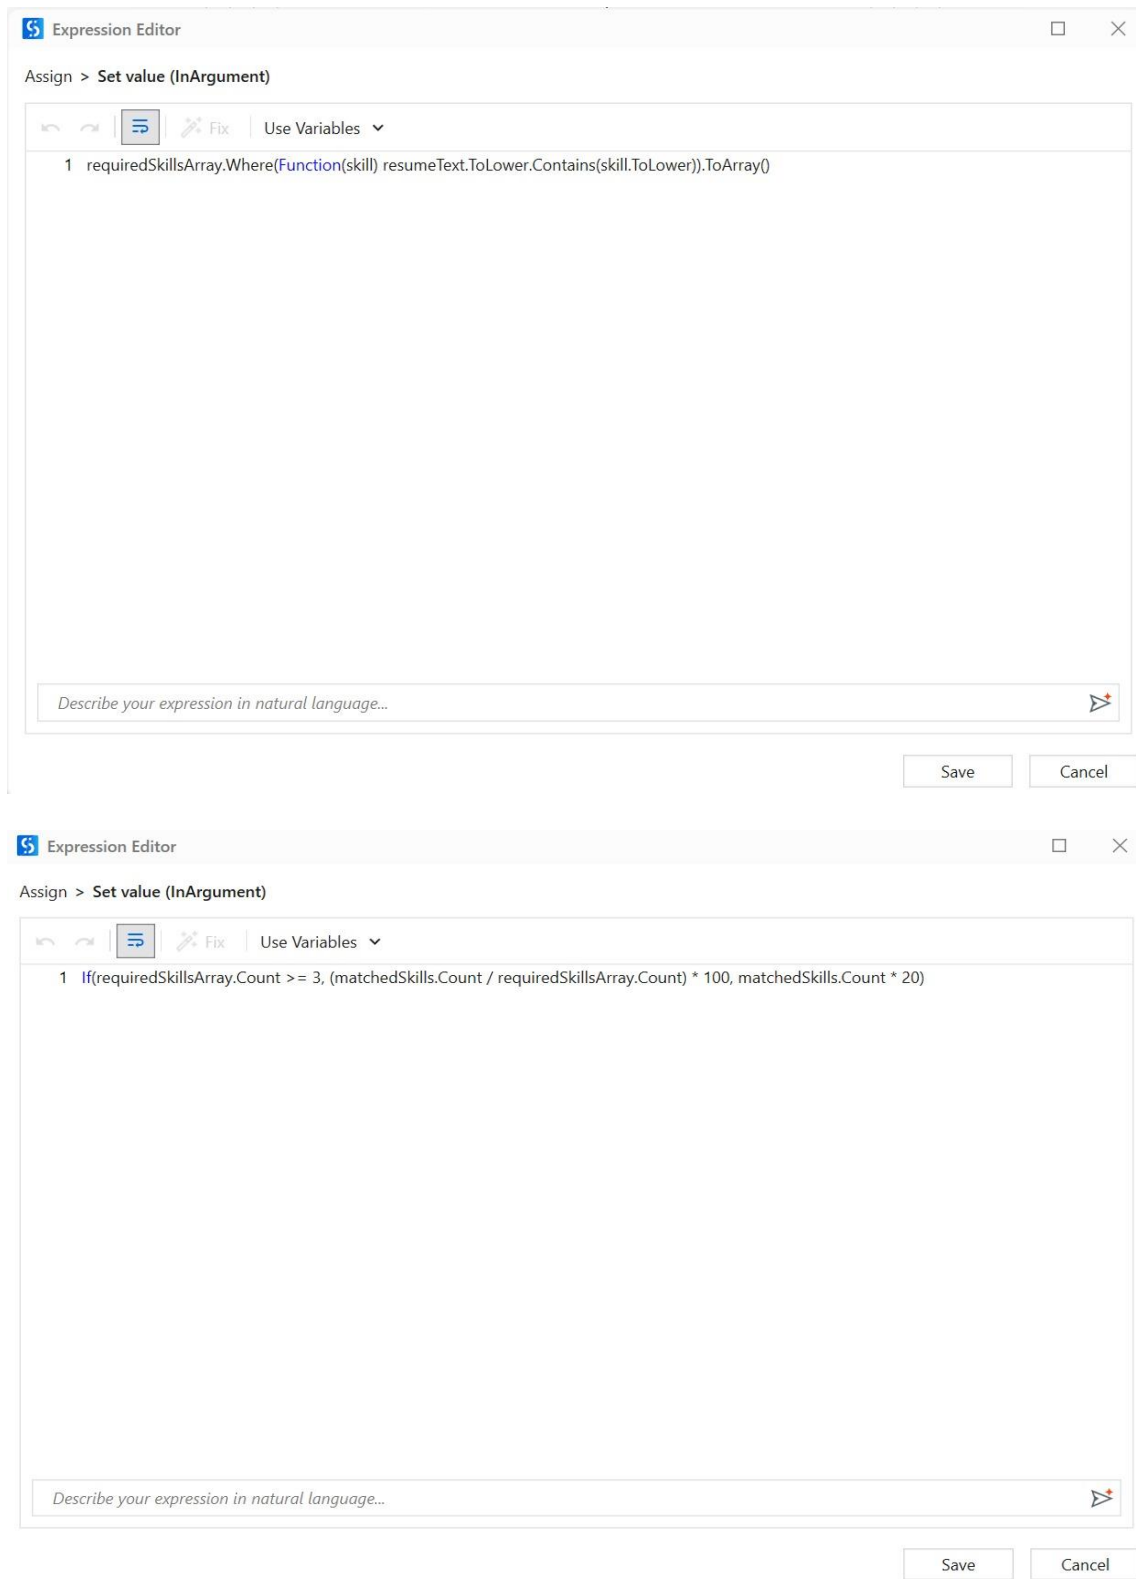 Expression Editor
Assign > Set value (InArgument)
Fix Use Variables
1 requiredSkillsArray.Where(Function(skill) resumeText.ToLower.Contains(skill.ToLower)).ToArray()
Describe your expression in natural language...
Save Cancel
Expression Editor
Assign > Set value (InArgument)
Fix Use Variables
1 If(requiredSkillsArray.Count >= 3, (matchedSkills.Count / requiredSkillsArray.Count) * 100, matchedSkills.Count * 20)
Describe your expression in natural language...
Save Cancel